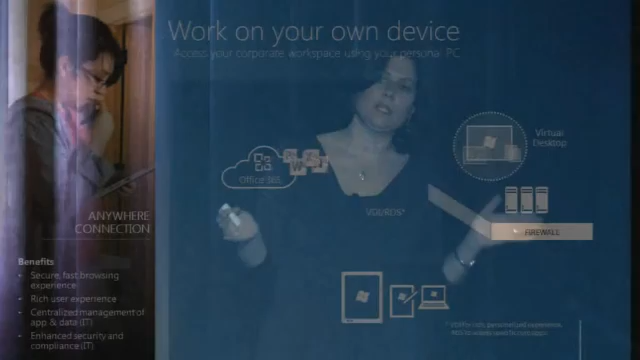 Work on your own device
Access your corporate workspace using your personal PC
Virtual
Desktop
Office 365
VDI/RDS*
FIREWALL
ANYWHERE
CONNECTION
Benefits
• Secure, fast browsing
experience
• Rich user experience
• Centralized management of
app & data (IT)
• Enhanced security and
compliance (IT)